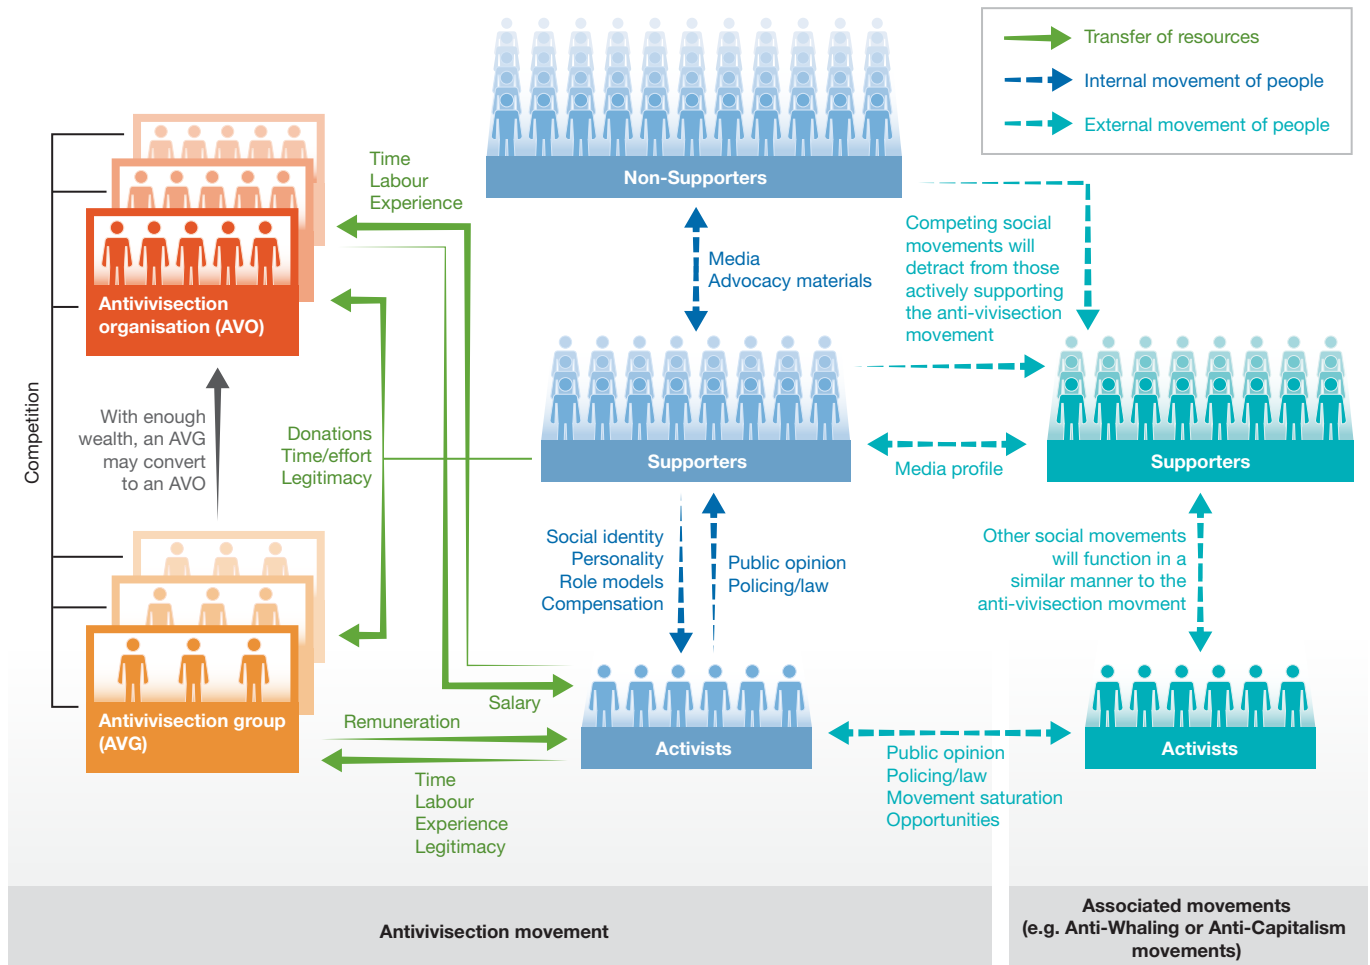 Transfer of resources
Internal movement of people
External movement of people
Non-Supporters
Time
Labour
Experience
Competing social
movements will
detract from those
actively supporting
the anti-vivisection
movement
Media
Advocacy materials
Antivivisection
organisation (AVO)
Competition
With enough
wealth, an AVG
may convert
to an AVO
Donations
Time/effort
Legitimacy
Supporters
Media profile
Supporters
Social identity
Personality
Role models
Compensation
Public opinion
Policing/law
Other social movements
will function in a
similar manner to the
anti-vivisection movment
Antivivisection group
(AVG)
Remuneration
Salary
Activists
Activists
Time
Labour
Experience
Legitimacy
Public opinion
Policing/law
Movement saturation
Opportunities
Antivivisection movement
Associated movements
(e.g. Anti-Whaling or Anti-Capitalism
movements)